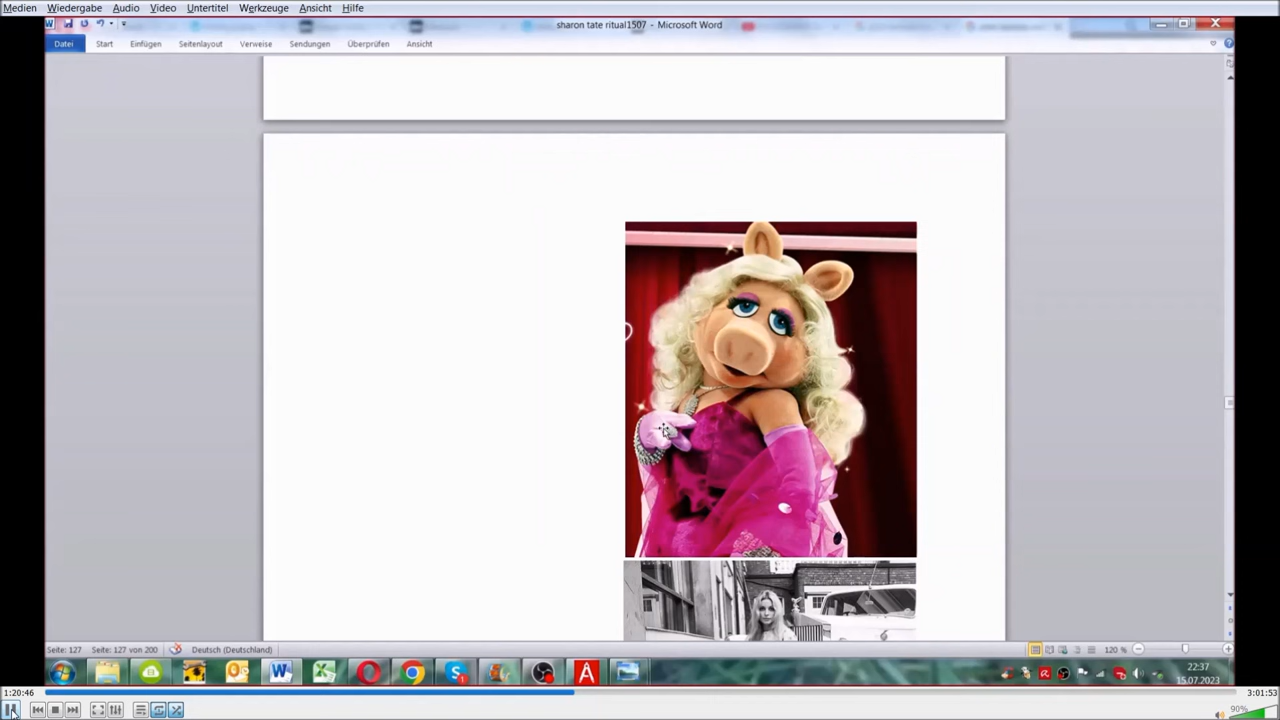 Medien Wiedergabe Audio Video Untertitel Werkzeuge Ansicht Hilfe
sharon tate ritual1507 - Microsoft Word
Datei Start Einfügen Seitenlayout Verweise Sendungen Überprüfen Ansicht
Seite: 127 Seite: 127 von 200 Deutsch (Deutschland) 120 %
22:37
15.07.2023
1:20:46 3:01:53
90%